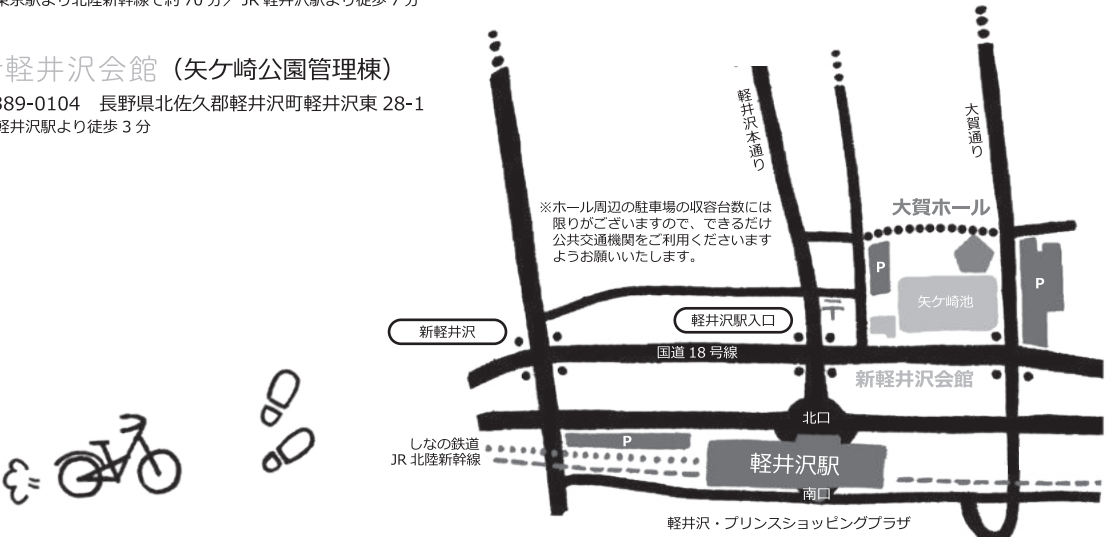 東京駅より北陸新幹線で約 70 分／ JR 軽井沢駅より徒歩 7 分
軽井沢会館（矢ケ崎公園管理棟）
389-0104　長野県北佐久郡軽井沢町軽井沢東 28-1
軽井沢駅より徒歩 3 分
軽井沢本通り
大賀通り
※ホール周辺の駐車場の収容台数には
限りがございますので、できるだけ
公共交通機関をご利用くださいます
ようお願いいたします。
大賀ホール
P
P
矢ケ崎池
〒
新軽井沢
軽井沢駅入口
国道 18 号線
新軽井沢会館
北口
しなの鉄道
JR 北陸新幹線
P
軽井沢駅
南口
軽井沢・プリンスショッピングプラザ